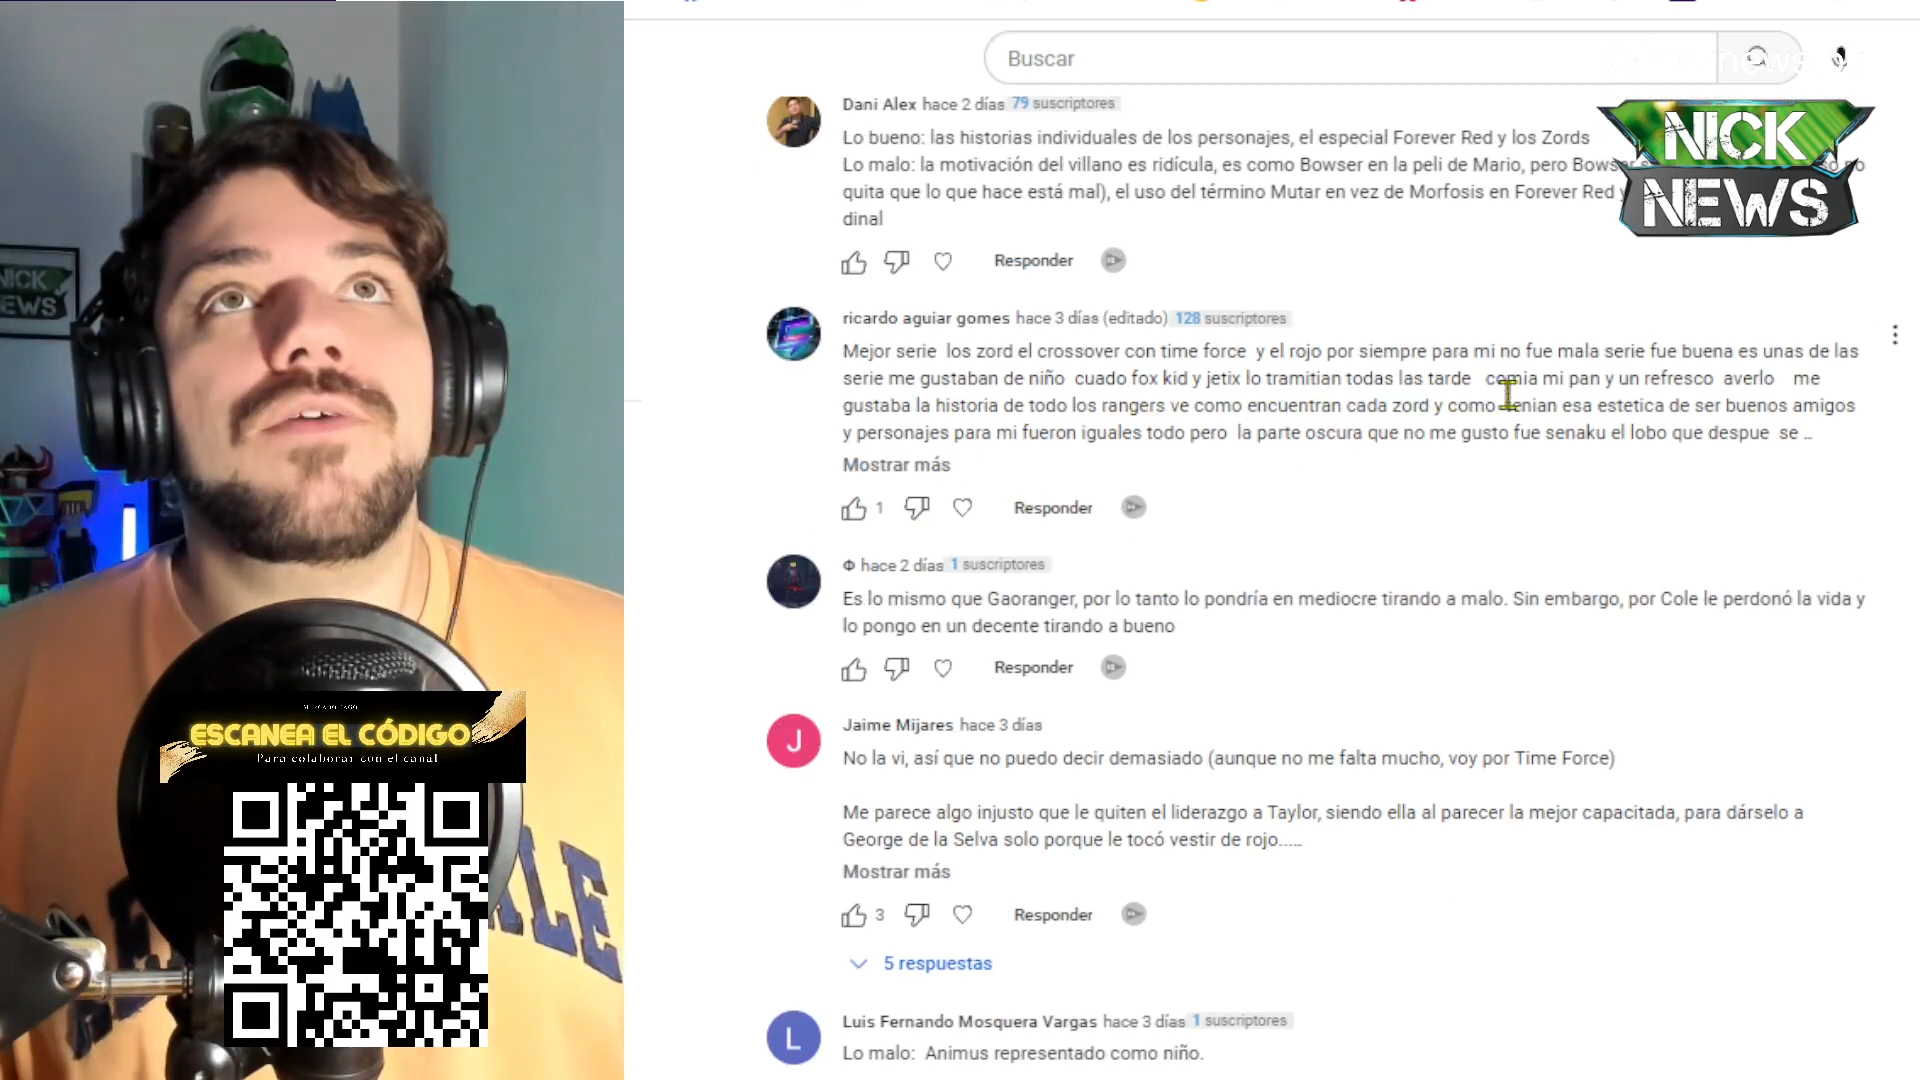 Buscar
NICK
NEWS
Dani Alex hace 2 días 79 suscriptores
Lo bueno: las historias individuales de los personajes, el especial Forever Red y los Zords
Lo malo: la motivación del villano es ridícula, es como Bowser en la peli de Mario, pero Bowser
quita que lo que hace está mal), el uso del término Mutar en vez de Morfosis en Forever Red y
dinal
Responder
ricardo aguiar gomes hace 3 días (editado) 128 suscriptores
Mejor serie los zord el crossover con time force y el rojo por siempre para mi no fue mala serie fue buena es unas de las
serie me gustaban de niño cuado fox kid y jetix lo tramitian todas las tarde comia mi pan y un refresco averlo me
gustaba la historia de todo los rangers ve como encuentran cada zord y como tenian esa estetica de ser buenos amigos
y personajes para mi fueron iguales todo pero la parte oscura que no me gusto fue senaku el lobo que despue se ..
Mostrar más
1 Responder
Φ hace 2 días 1 suscriptores
Es lo mismo que Gaoranger, por lo tanto lo pondría en mediocre tirando a malo. Sin embargo, por Cole le perdonó la vida y
lo pongo en un decente tirando a bueno
Responder
J
Jaime Mijares hace 3 días
No la vi, así que no puedo decir demasiado (aunque no me falta mucho, voy por Time Force)
Me parece algo injusto que le quiten el liderazgo a Taylor, siendo ella al parecer la mejor capacitada, para dárselo a
George de la Selva solo porque le tocó vestir de rojo.....
Mostrar más
3 Responder
5 respuestas
L
Luis Fernando Mosquera Vargas hace 3 días 1 suscriptores
Lo malo: Animus representado como niño.
NICK
NEWS
ESCANEA EL CÓDIGO
Para colaborar con el canal